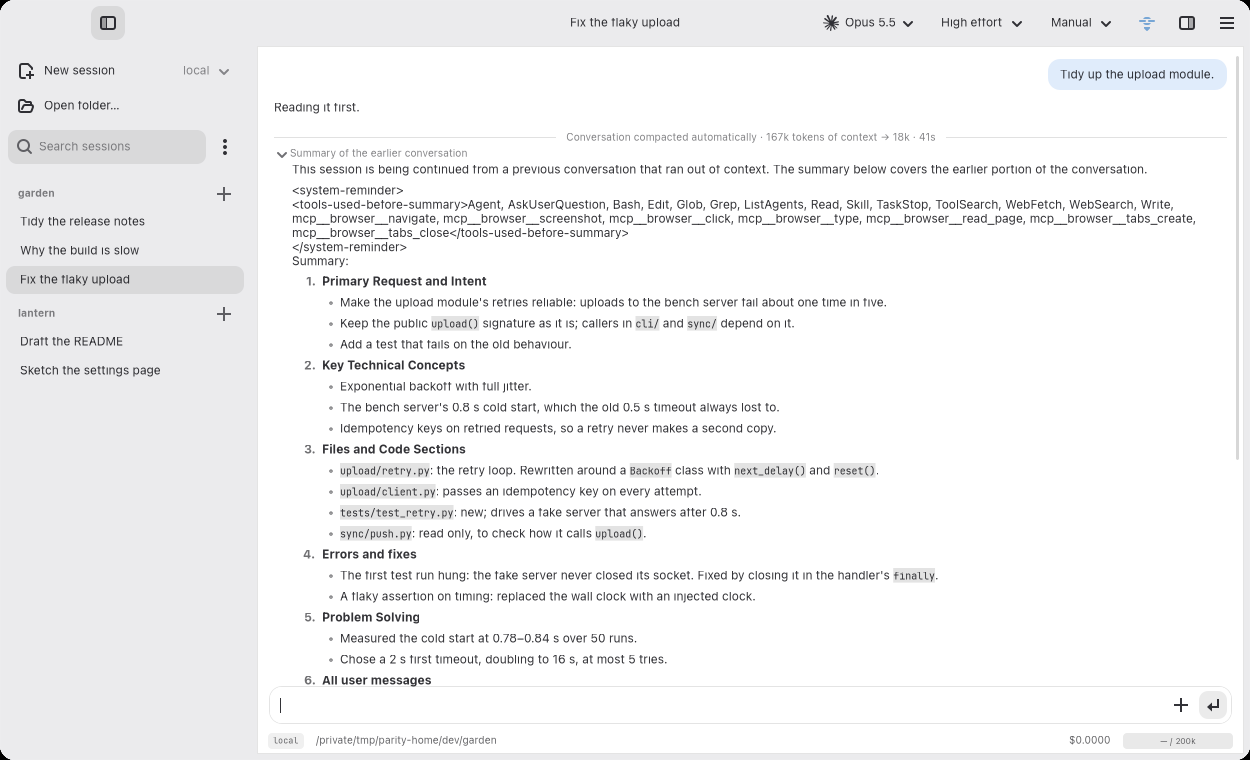 Fix the flaky upload
Opus 5.5
High effort
Manual
New session
local
Open folder...
Search sessions
garden
Tidy the release notes
Why the build is slow
Fix the flaky upload
lantern
Draft the README
Sketch the settings page
Tidy up the upload module.
Reading it first.
Conversation compacted automatically · 167k tokens of context → 18k · 41s
Summary of the earlier conversation
This session is being continued from a previous conversation that ran out of context. The summary below covers the earlier portion of the conversation.
<system-reminder>
<tools-used-before-summary>Agent, AskUserQuestion, Bash, Edit, Glob, Grep, ListAgents, Read, Skill, TaskStop, ToolSearch, WebFetch, WebSearch, Write,
mcp__browser__navigate, mcp__browser__screenshot, mcp__browser__click, mcp__browser__type, mcp__browser__read_page, mcp__browser__tabs_create,
mcp__browser__tabs_close</tools-used-before-summary>
</system-reminder>
Summary:
1. Primary Request and Intent
• Make the upload module's retries reliable: uploads to the bench server fail about one time in five.
• Keep the public upload() signature as it is; callers in cli/ and sync/ depend on it.
• Add a test that fails on the old behaviour.
2. Key Technical Concepts
• Exponential backoff with full jitter.
• The bench server's 0.8 s cold start, which the old 0.5 s timeout always lost to.
• Idempotency keys on retried requests, so a retry never makes a second copy.
3. Files and Code Sections
• upload/retry.py: the retry loop. Rewritten around a Backoff class with next_delay() and reset().
• upload/client.py: passes an idempotency key on every attempt.
• tests/test_retry.py: new; drives a fake server that answers after 0.8 s.
• sync/push.py: read only, to check how it calls upload().
4. Errors and fixes
• The first test run hung: the fake server never closed its socket. Fixed by closing it in the handler's finally.
• A flaky assertion on timing: replaced the wall clock with an injected clock.
5. Problem Solving
• Measured the cold start at 0.78–0.84 s over 50 runs.
• Chose a 2 s first timeout, doubling to 16 s, at most 5 tries.
6. All user messages
local
/private/tmp/parity-home/dev/garden
$0.0000
— / 200k